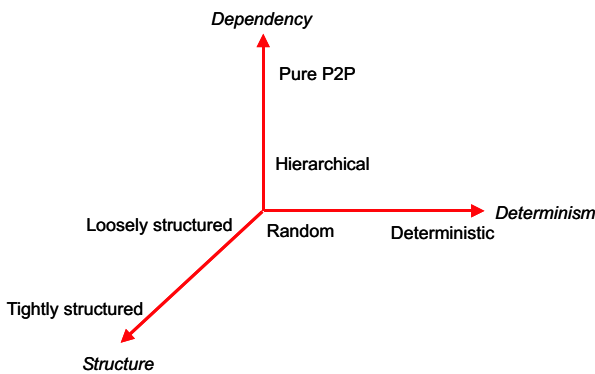 Dependency
Pure P2P
Hierarchical
Determinism
Loosely structured
Random
Deterministic
Tightly structured
Structure